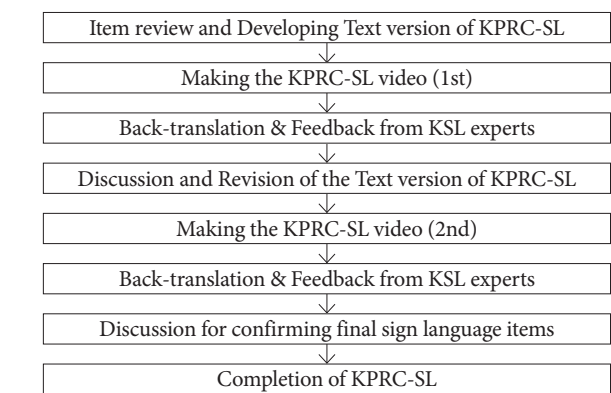 Item review and Developing Text version of KPRC-SL
Making the KPRC-SL video (1st)
Back-translation & Feedback from KSL experts
Discussion and Revision of the Text version of KPRC-SL
Making the KPRC-SL video (2nd)
Back-translation & Feedback from KSL experts
Discussion for confirming final sign language items
Completion of KPRC-SL